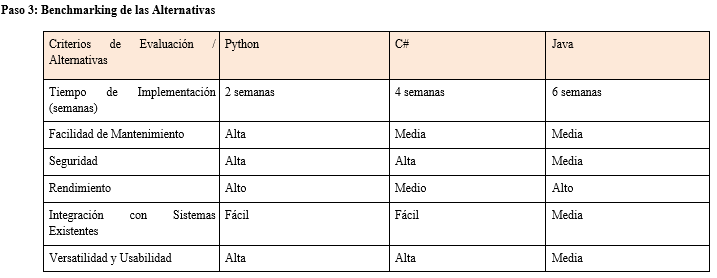 Paso 3: Benchmarking de las Alternativas
Criterios de Evaluación / Python C# Java
Alternativas
Tiempo de Implementación 2 semanas 4 semanas 6 semanas
(semanas)
Facilidad de Mantenimiento Alta Media Media
Seguridad Alta Alta Media
Rendimiento Alto Medio Alto
Integración con Sistemas Fácil Fácil Media
Existentes
Versatilidad y Usabilidad Alta Alta Media